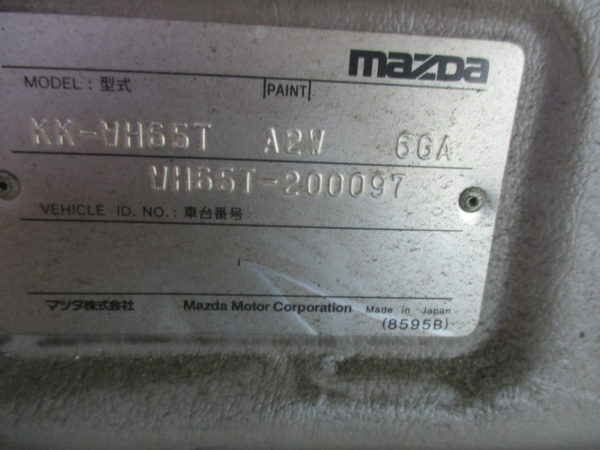 mazda
MODEL : 型式 PAINT
KK-WH65T A2W 6GA
WH65T-200097
VEHICLE ID. NO. : 車台番号
マツダ株式会社 Mazda Motor Corporation Made in Japan
(8595B)